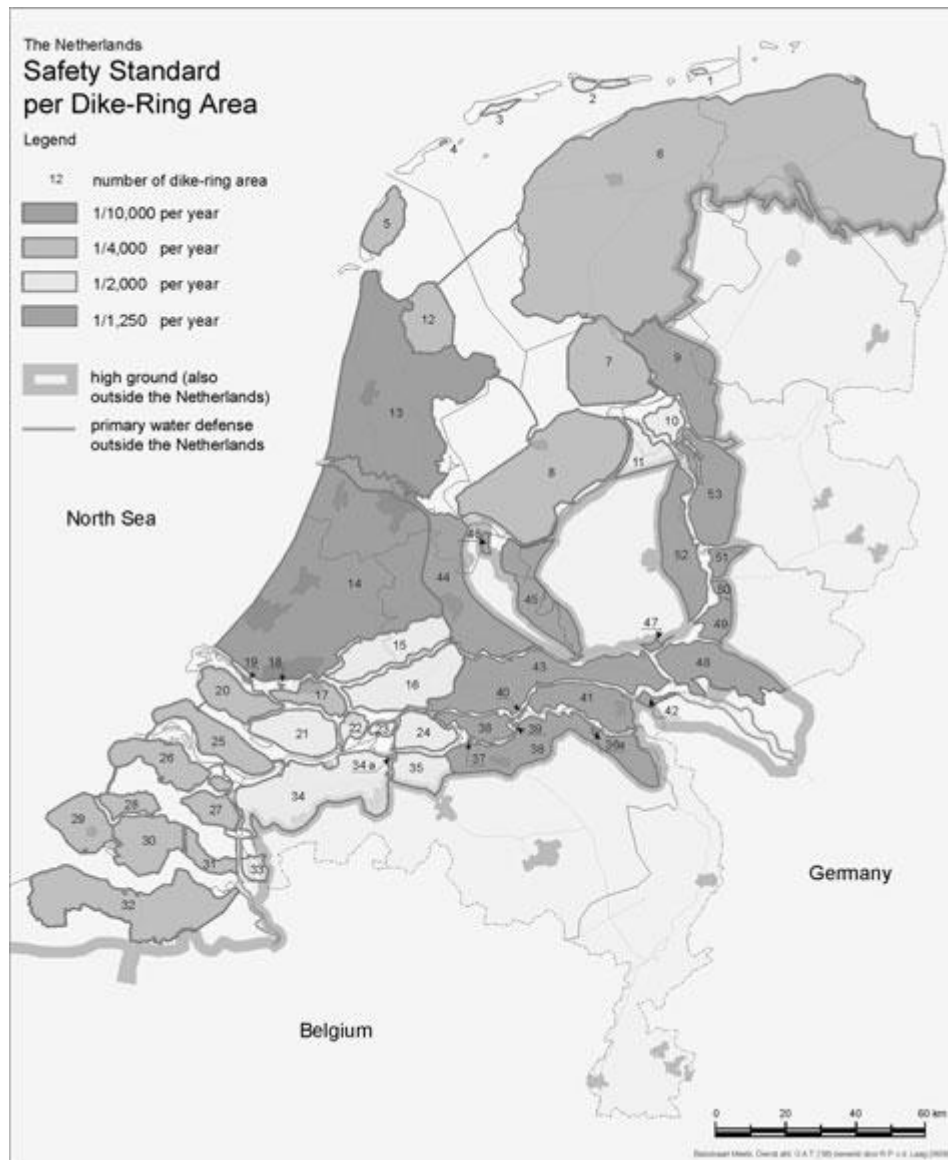 The Netherlands
Safety Standard
per Dike-Ring Area
Legend
12 number of dike-ring area
1/10,000 per year
1/4,000 per year
1/2,000 per year
1/1,250 per year
high ground (also
outside the Netherlands)
primary water defense
outside the Netherlands
North Sea
Germany
Belgium
1
2
3
4
5
6
7
8
9
10
11
12
13
14
15
16
17
18
19
20
21
22
23
24
25
26
27
28
29
30
31
32
33
34
34 a
35
36
37
38
39
40
41
42
43
44
45
46
47
48
49
50
51
52
53
0 20 40 60 km